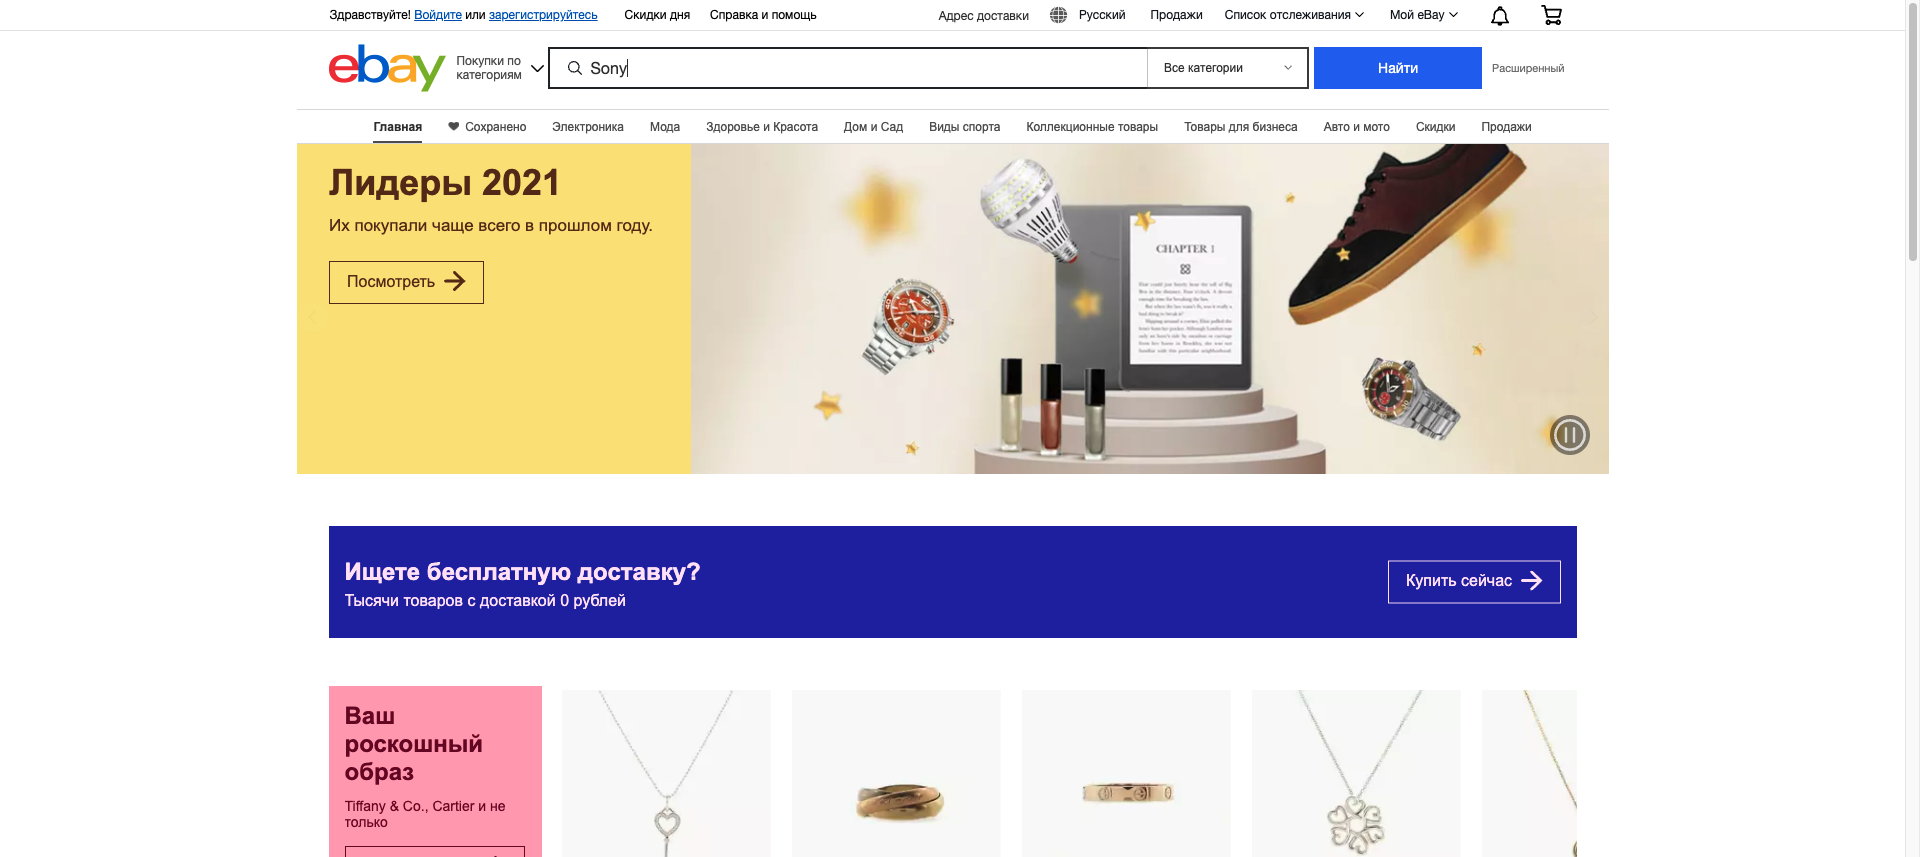 Здравствуйте! Войдите или зарегистрируйтесь Скидки дня Справка и помощь Адрес доставки Русский Продажи Список отслеживания Мой eBay
ebay Покупки по категориям Sony Все категории Найти Расширенный
Главная Сохранено Электроника Мода Здоровье и Красота Дом и Сад Виды спорта Коллекционные товары Товары для бизнеса Авто и мото Скидки Продажи
Лидеры 2021
Их покупали чаще всего в прошлом году.
Посмотреть
CHAPTER 1
Ищете бесплатную доставку?
Тысячи товаров с доставкой 0 рублей
Купить сейчас
Ваш
роскошный
образ
Tiffany & Co., Cartier и не
только